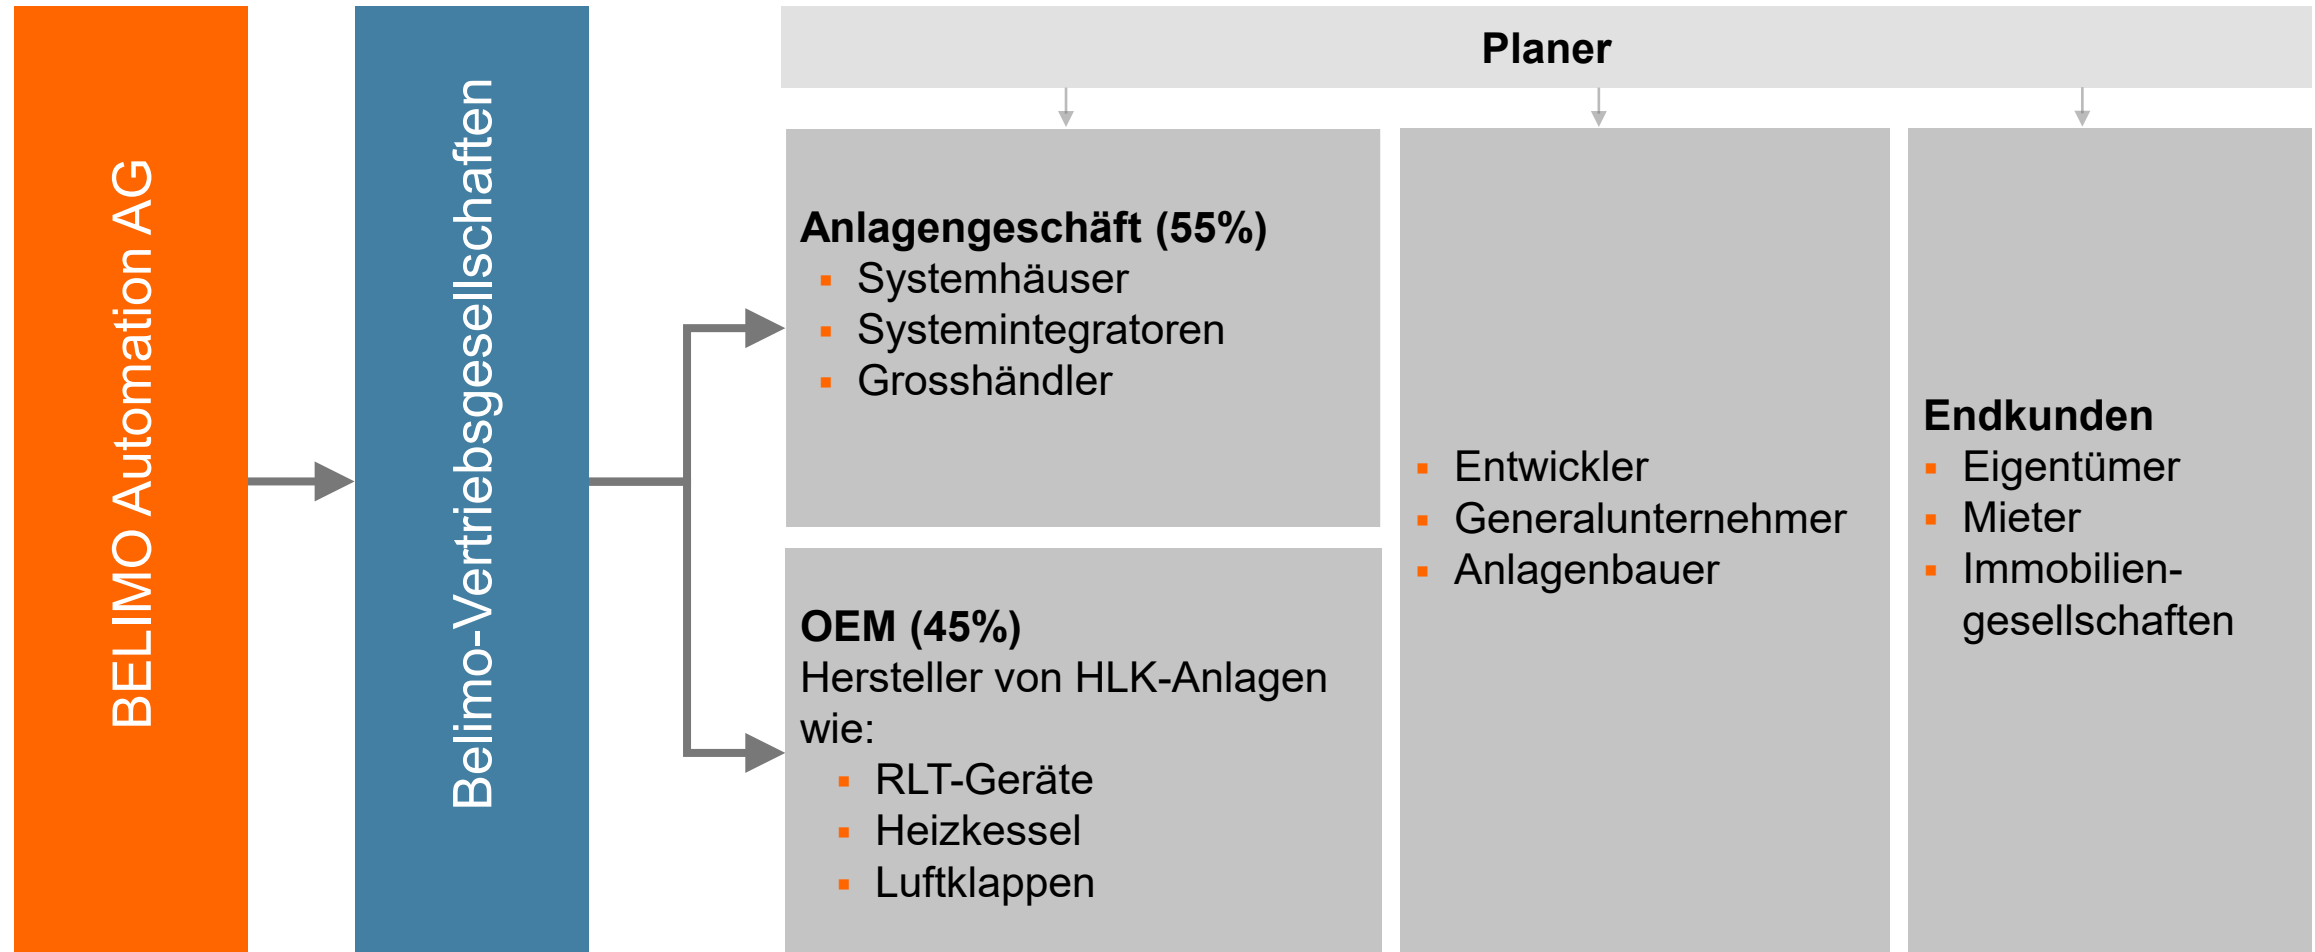 BELIMO Automation AG
Belimo-Vertriebsgesellschaften
Planer
Anlagengeschäft (55%)
▪ Systemhäuser
▪ Systemintegratoren
▪ Grosshändler
OEM (45%)
Hersteller von HLK-Anlagen
wie:
▪ RLT-Geräte
▪ Heizkessel
▪ Luftklappen
▪ Entwickler
▪ Generalunternehmer
▪ Anlagenbauer
Endkunden
▪ Eigentümer
▪ Mieter
▪ Immobilien-
gesellschaften